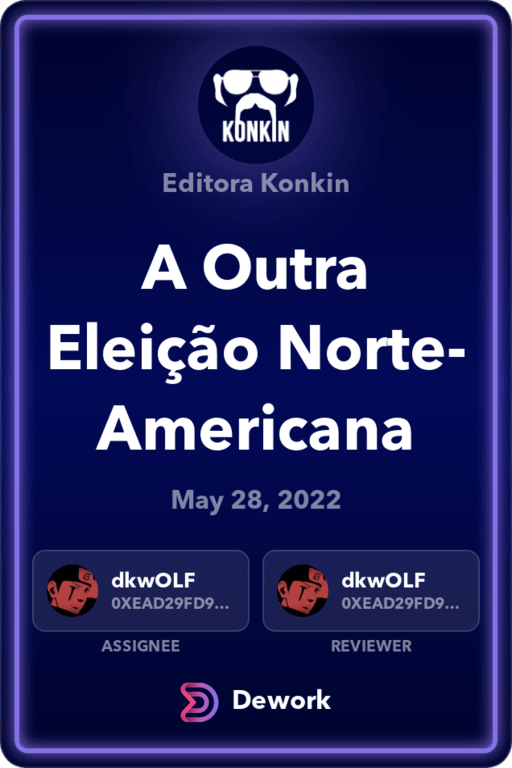 KONKIN
Editora Konkin
A Outra
Eleição Norte-
Americana
May 28, 2022
dkwOLF
0XEAD29FD9...
dkwOLF
0XEAD29FD9...
ASSIGNEE
REVIEWER
Dework